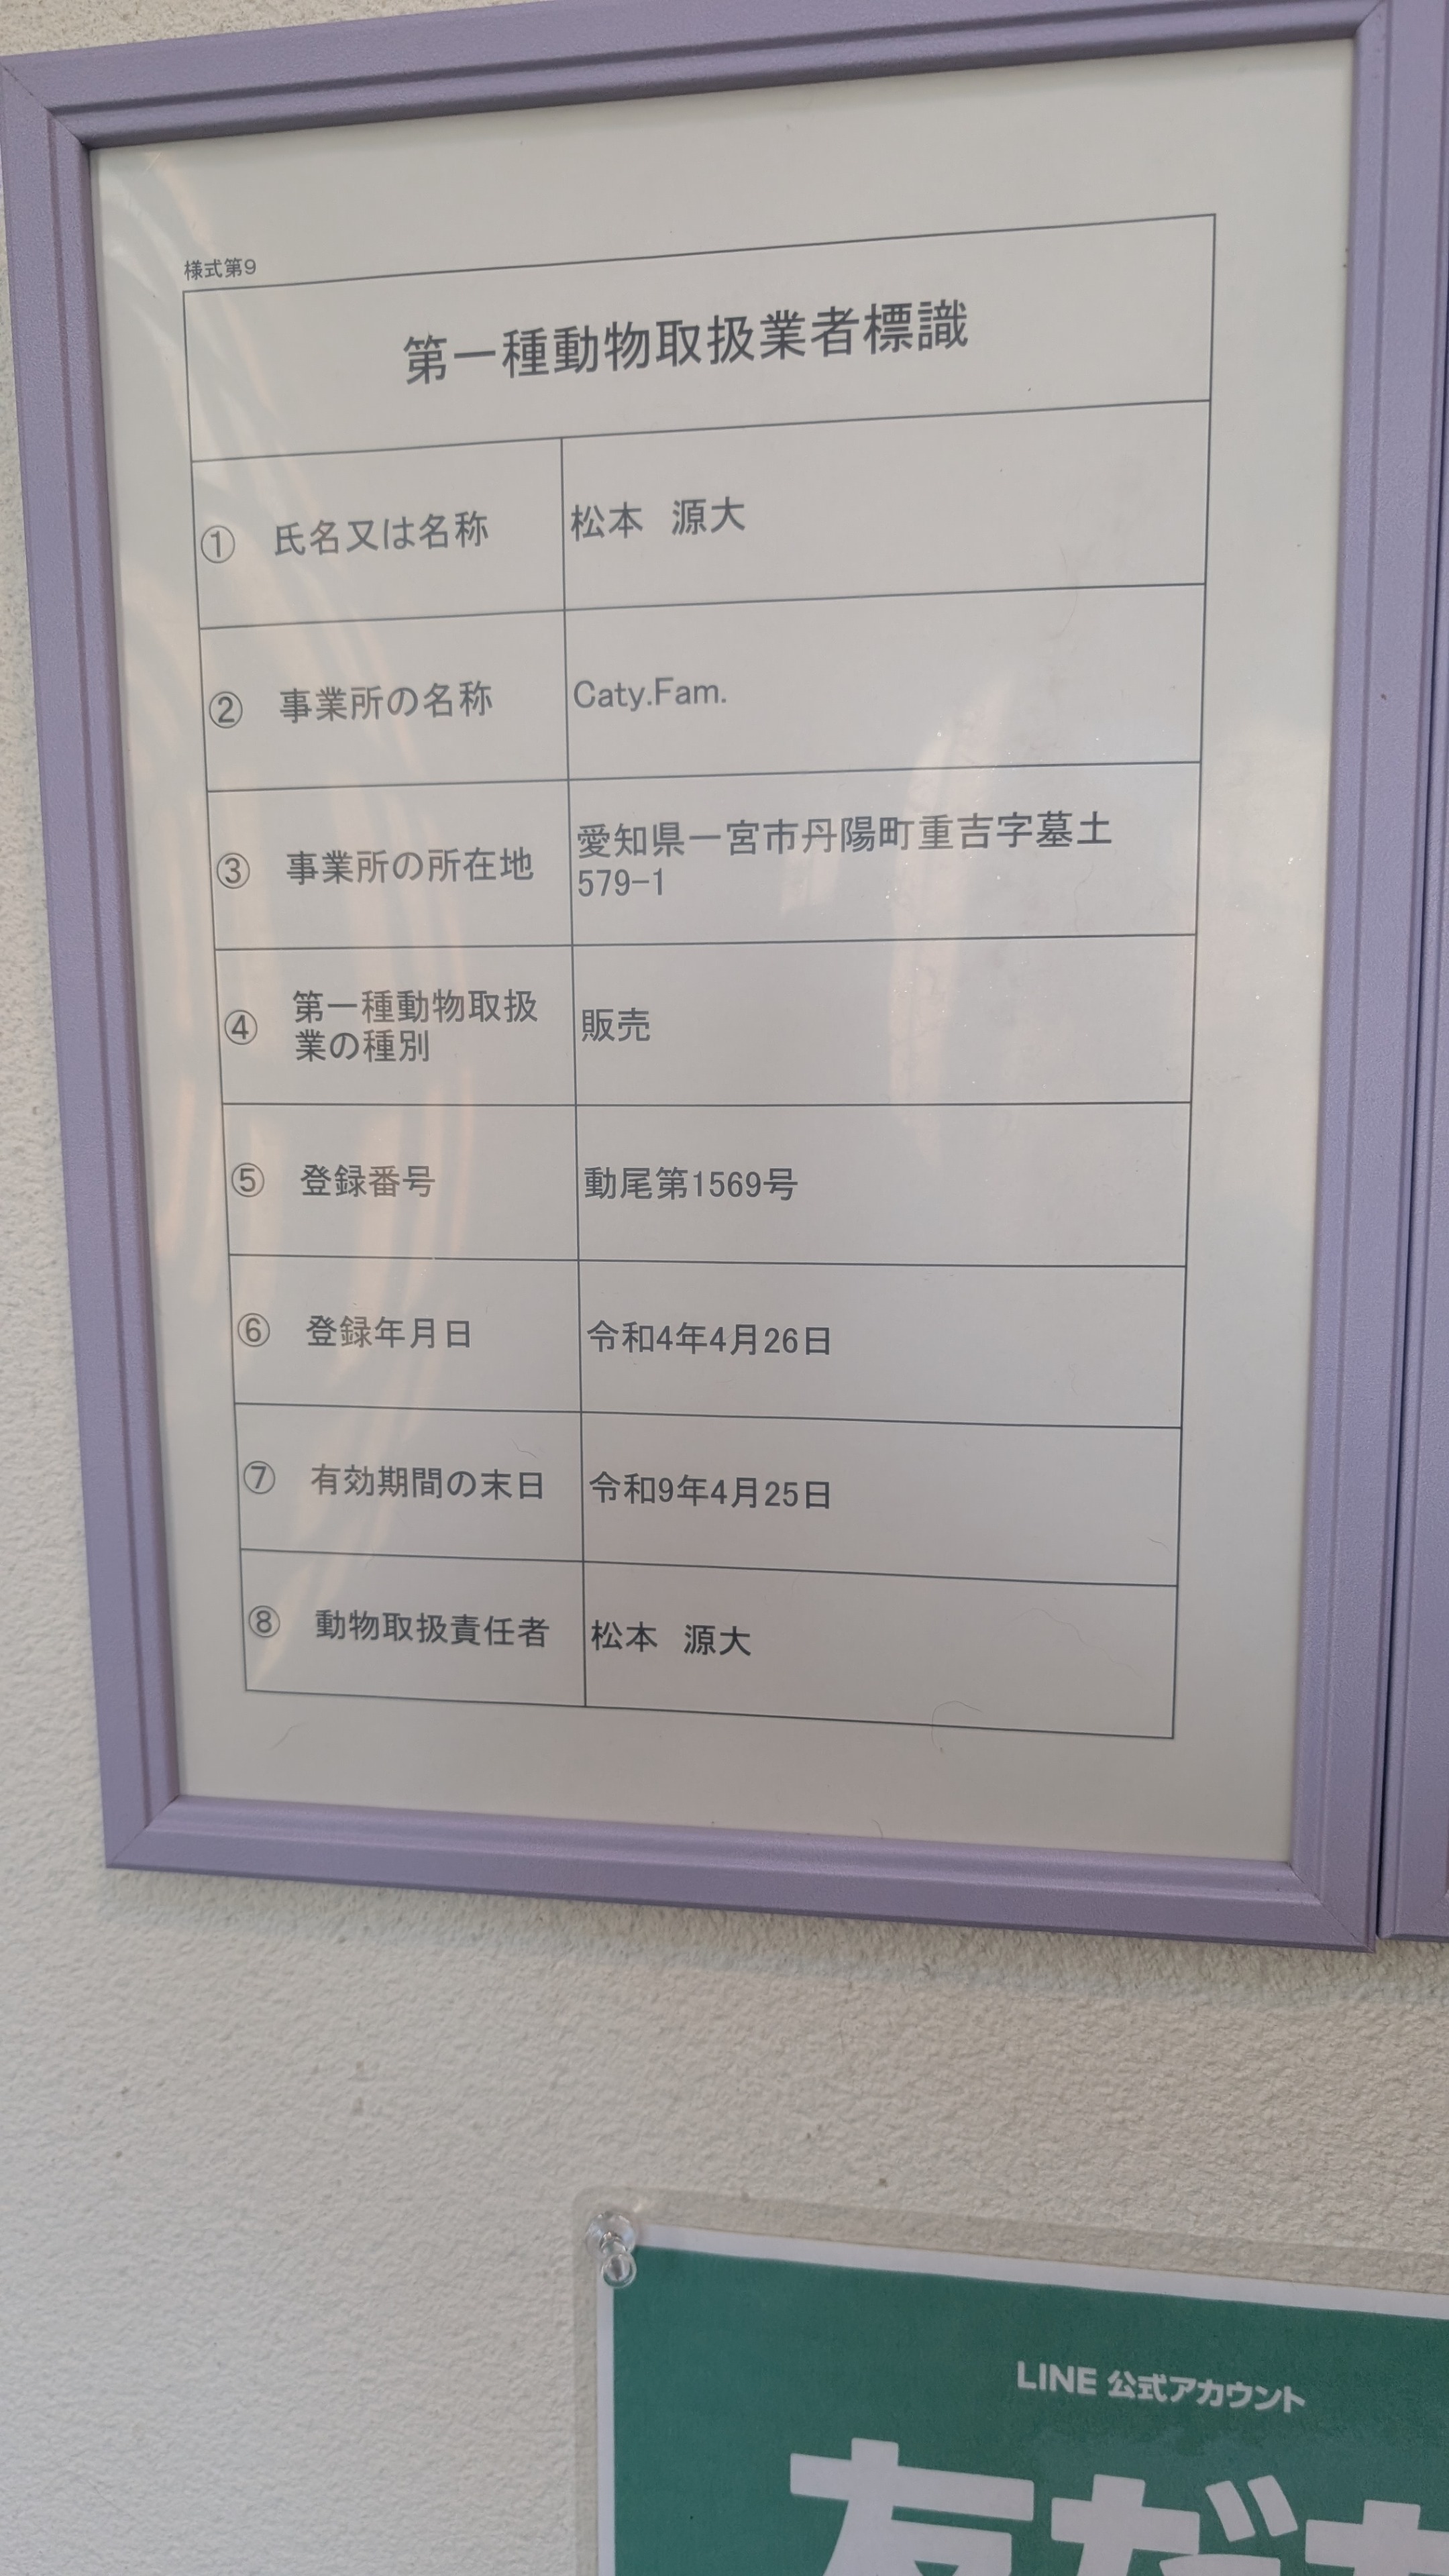 様式第9
第一種動物取扱業者標識
① 氏名又は名称 松本 源大
② 事業所の名称 Caty.Fam.
③ 事業所の所在地 愛知県一宮市丹陽町重吉字墓土
579-1
④ 第一種動物取扱
業の種別 販売
⑤ 登録番号 動尾第1569号
⑥ 登録年月日 令和4年4月26日
⑦ 有効期間の末日 令和9年4月25日
⑧ 動物取扱責任者 松本 源大
LINE 公式アカウント
友だ